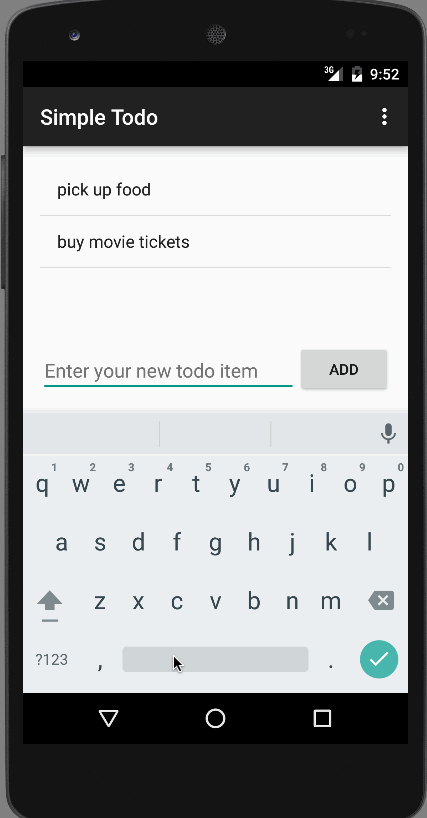 3G 9:52
Simple Todo
pick up food
buy movie tickets
Enter your new todo item ADD
1 2 3 4 5 6 7 8 9 0
q w e r t y u i o p
a s d f g h j k l
z x c v b n m
?123 , .